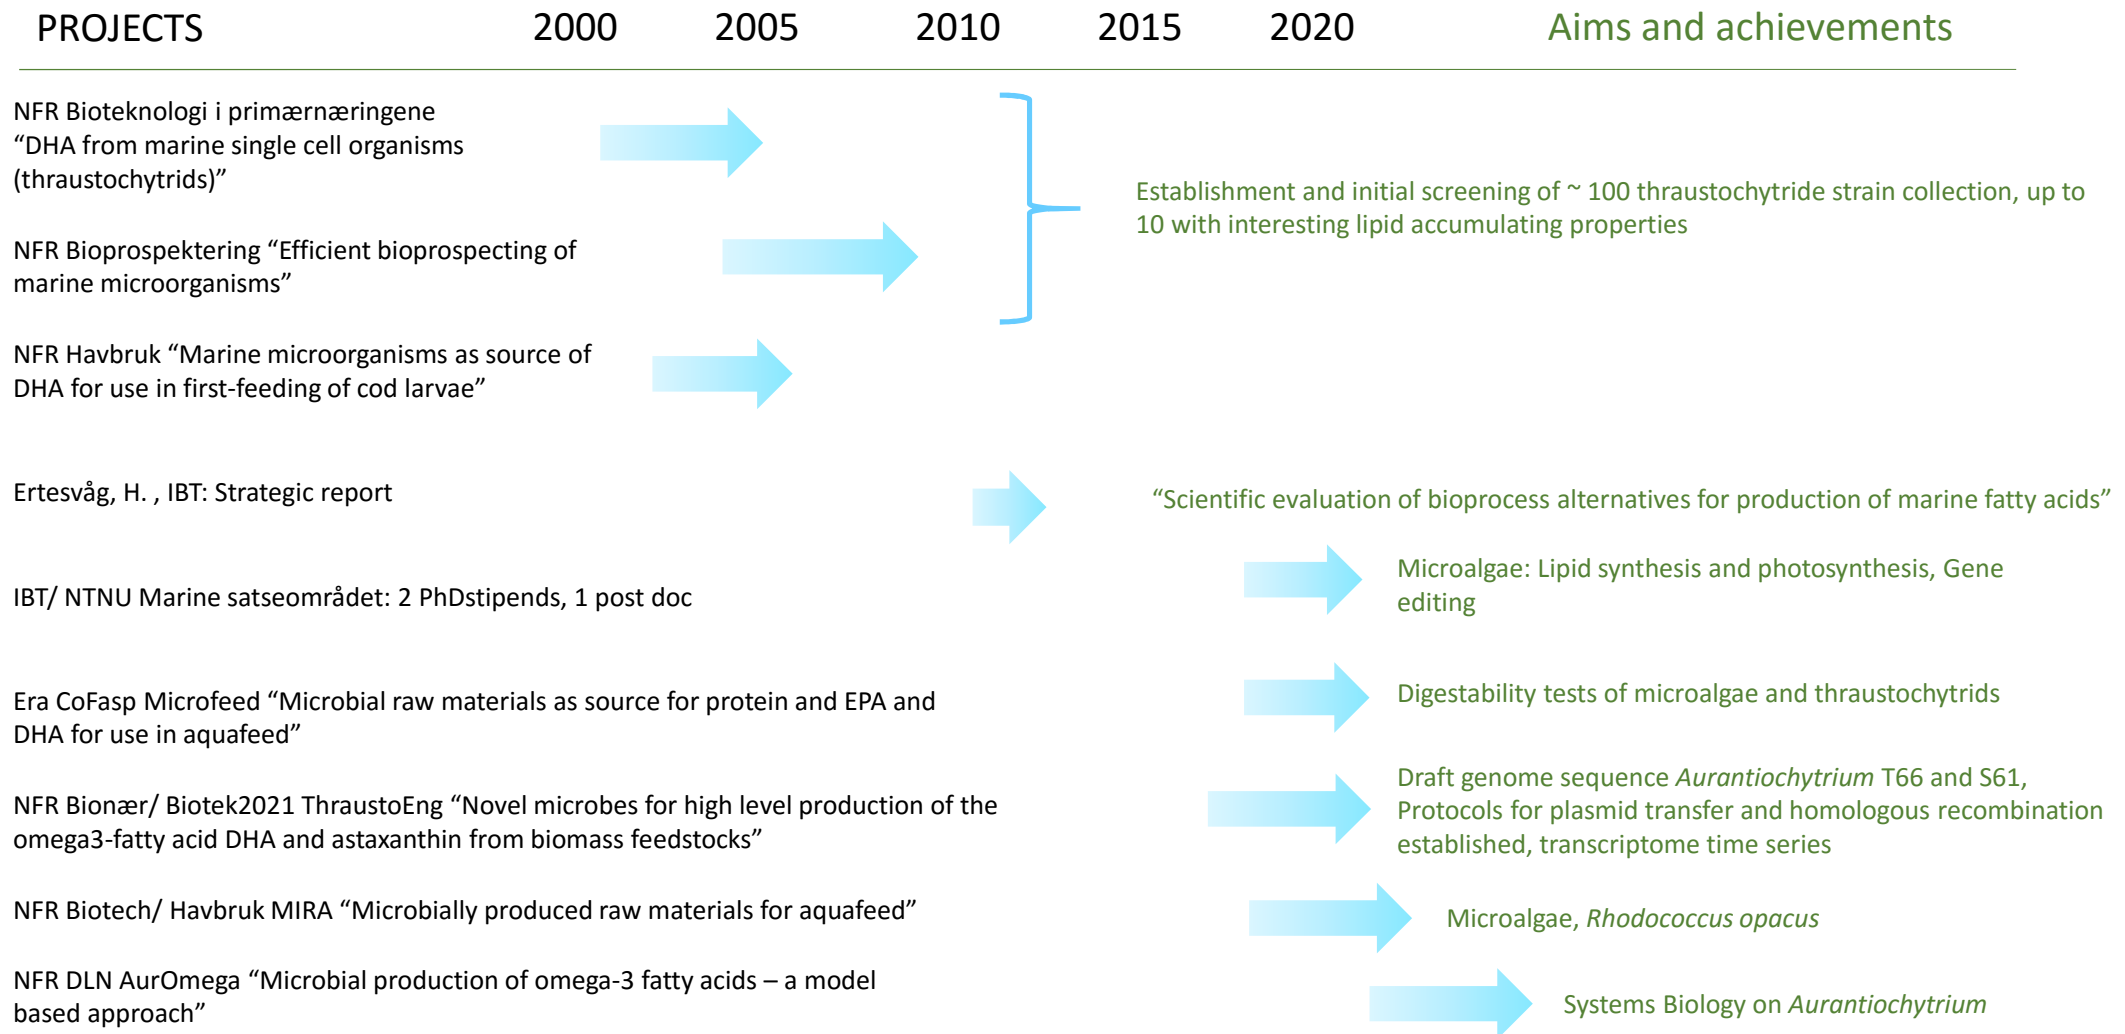 PROJECTS 2000 2005 2010 2015 2020 Aims and achievements
NFR Bioteknologi i primærnæringene
“DHA from marine single cell organisms
(thraustochytrids)”
Establishment and initial screening of ~ 100 thraustochytride strain collection, up to
10 with interesting lipid accumulating properties
NFR Bioprospektering “Efficient bioprospecting of
marine microorganisms”
NFR Havbruk “Marine microorganisms as source of
DHA for use in first-feeding of cod larvae”
Ertesvåg, H. , IBT: Strategic report
“Scientific evaluation of bioprocess alternatives for production of marine fatty acids”
IBT/ NTNU Marine satseområdet: 2 PhDstipends, 1 post doc
Microalgae: Lipid synthesis and photosynthesis, Gene
editing
Era CoFasp Microfeed “Microbial raw materials as source for protein and EPA and
DHA for use in aquafeed”
Digestability tests of microalgae and thraustochytrids
NFR Bionær/ Biotek2021 ThraustoEng “Novel microbes for high level production of the
omega3-fatty acid DHA and astaxanthin from biomass feedstocks”
Draft genome sequence Aurantiochytrium T66 and S61,
Protocols for plasmid transfer and homologous recombination
established, transcriptome time series
NFR Biotech/ Havbruk MIRA “Microbially produced raw materials for aquafeed”
Microalgae, Rhodococcus opacus
NFR DLN AurOmega “Microbial production of omega-3 fatty acids – a model
based approach”
Systems Biology on Aurantiochytrium